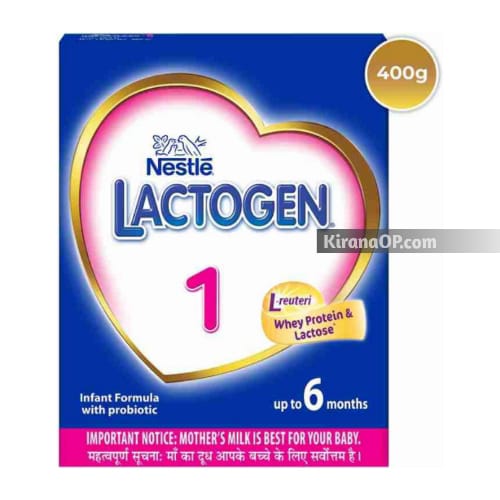 400g
Nestlé
LACTOGEN
KiranaOP.com
1
L-reuteri
Whey Protein &
Lactose
Infant Formula
with probiotic
up to 6 months
IMPORTANT NOTICE: MOTHER'S MILK IS BEST FOR YOUR BABY.
महत्वपूर्ण सूचना: माँ का दूध आपके बच्चे के लिए सर्वोत्तम है।